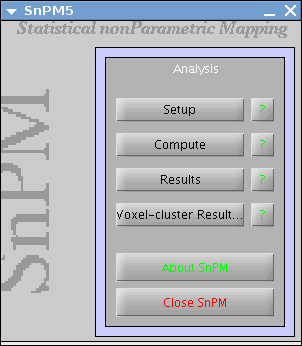 SnPM5
Statistical nonParametric Mapping
SnPM
Analysis
Setup ?
Compute ?
Results ?
Voxel-cluster Result... ?
About SnPM
Close SnPM